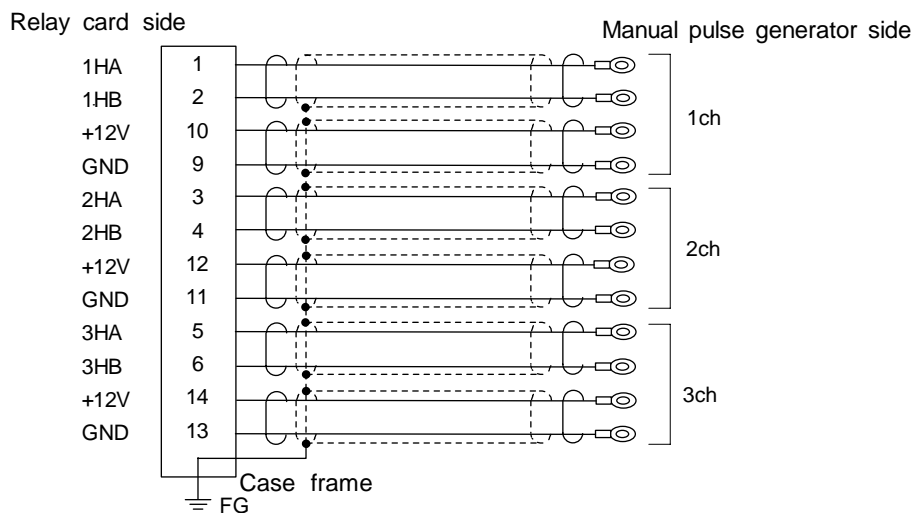 Relay card side
Manual pulse generator side
1HA 1
1HB 2
+12V 10
GND 9
1ch
2HA 3
2HB 4
+12V 12
GND 11
2ch
3HA 5
3HB 6
+12V 14
GND 13
3ch
Case frame
FG